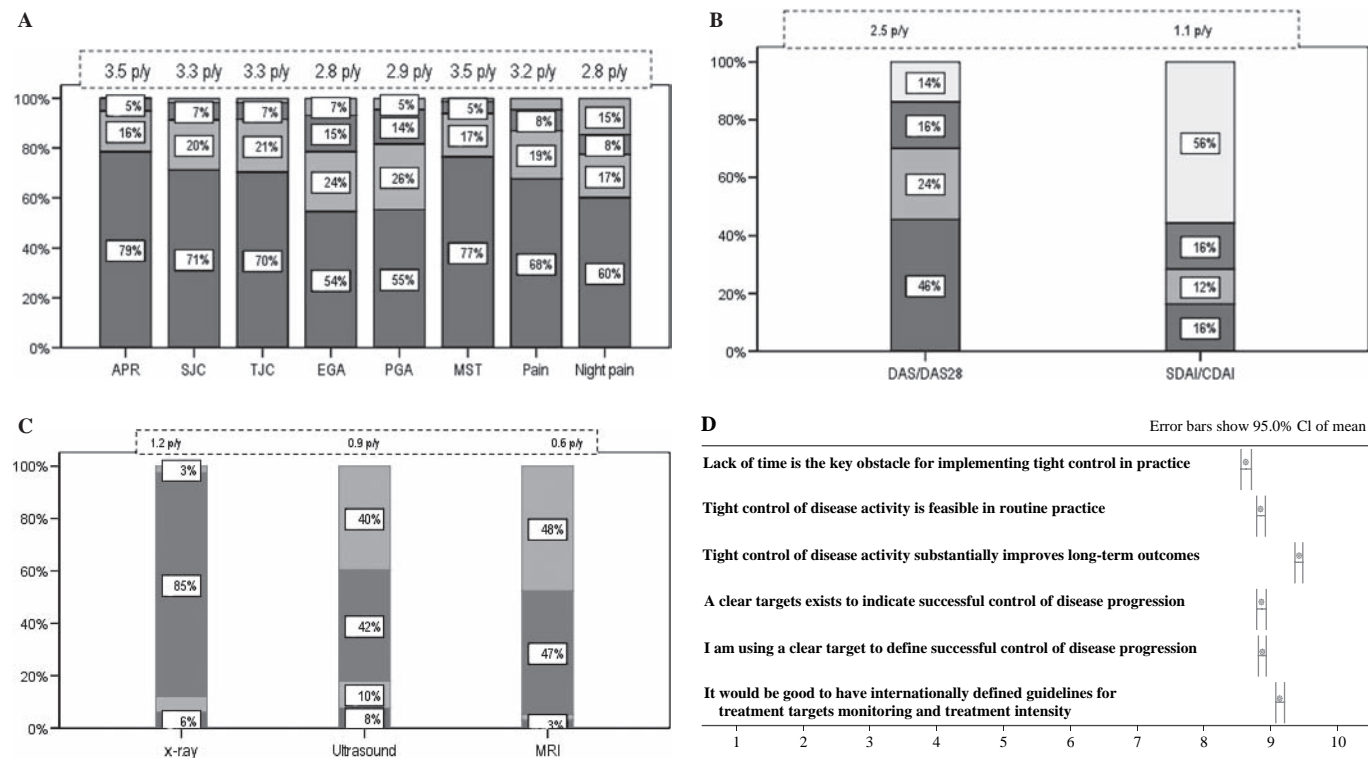 A
3.5 p/y 3.3 p/y 3.3 p/y 2.8 p/y 2.9 p/y 3.5 p/y 3.2 p/y 2.8 p/y
100%
80%
60%
40%
20%
0%
5% 7% 7% 7% 5% 5% 8% 15%
16% 20% 21% 15% 14% 17% 19% 8%
24% 26% 17%
79% 71% 70% 54% 55% 77% 68% 60%
APR SJC TJC EGA PGA MST Pain Night pain
B
2.5 p/y 1.1 p/y
100%
80%
60%
40%
20%
0%
14% 56%
16% 16%
24% 12%
46% 16%
DAS/DAS28 SDAI/CDAI
C
1.2 p/y 0.9 p/y 0.6 p/y
100%
80%
60%
40%
20%
0%
3% 40% 48%
85% 42% 47%
10%
6% 8% 3%
x-ray Ultrasound MRI
D
Error bars show 95.0% Cl of mean
Lack of time is the key obstacle for implementing tight control in practice
Tight control of disease activity is feasible in routine practice
Tight control of disease activity substantially improves long-term outcomes
A clear targets exists to indicate successful control of disease progression
I am using a clear target to define successful control of disease progression
It would be good to have internationally defined guidelines for
treatment targets monitoring and treatment intensity
1 2 3 4 5 6 7 8 9 10